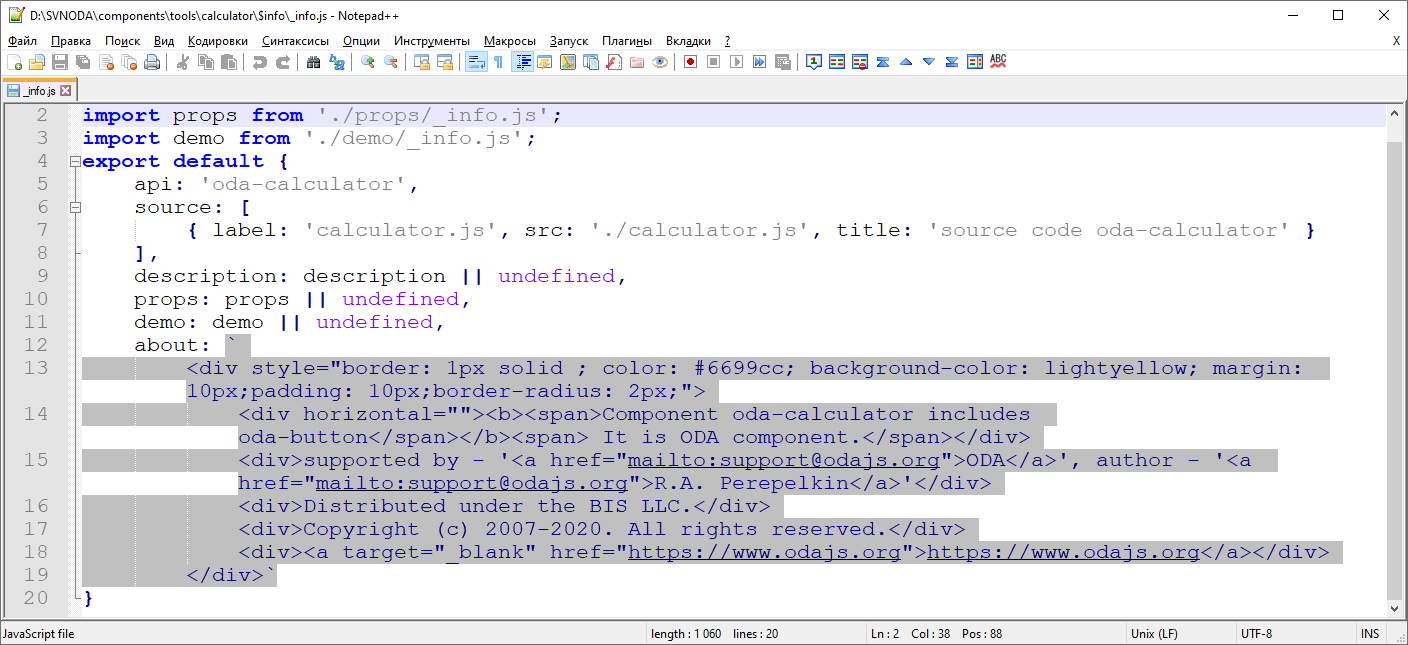 D:\SVNODA\components\tools\calculator\$info\_info.js - Notepad++
Файл Правка Поиск Вид Кодировки Синтаксисы Опции Инструменты Макросы Запуск Плагины Вкладки ? X
_info.js
2 import props from './props/_info.js';
3 import demo from './demo/_info.js';
4 export default {
5 api: 'oda-calculator',
6 source: [
7 { label: 'calculator.js', src: './calculator.js', title: 'source code oda-calculator' }
8 ],
9 description: description || undefined,
10 props: props || undefined,
11 demo: demo || undefined,
12 about: `
13 <div style="border: 1px solid ; color: #6699cc; background-color: lightyellow; margin:
10px;padding: 10px;border-radius: 2px;">
14 <div horizontal=""><b><span>Component oda-calculator includes
oda-button</span></b><span> It is ODA component.</span></div>
15 <div>supported by - '<a href="mailto:support@odajs.org">ODA</a>', author - '<a
href="mailto:support@odajs.org">R.A. Perepelkin</a>'</div>
16 <div>Distributed under the BIS LLC.</div>
17 <div>Copyright (c) 2007-2020. All rights reserved.</div>
18 <div><a target="_blank" href="https://www.odajs.org">https://www.odajs.org</a></div>
19 </div>`
20 }
JavaScript file length : 1 060 lines : 20 Ln : 2 Col : 38 Pos : 88 Unix (LF) UTF-8 INS